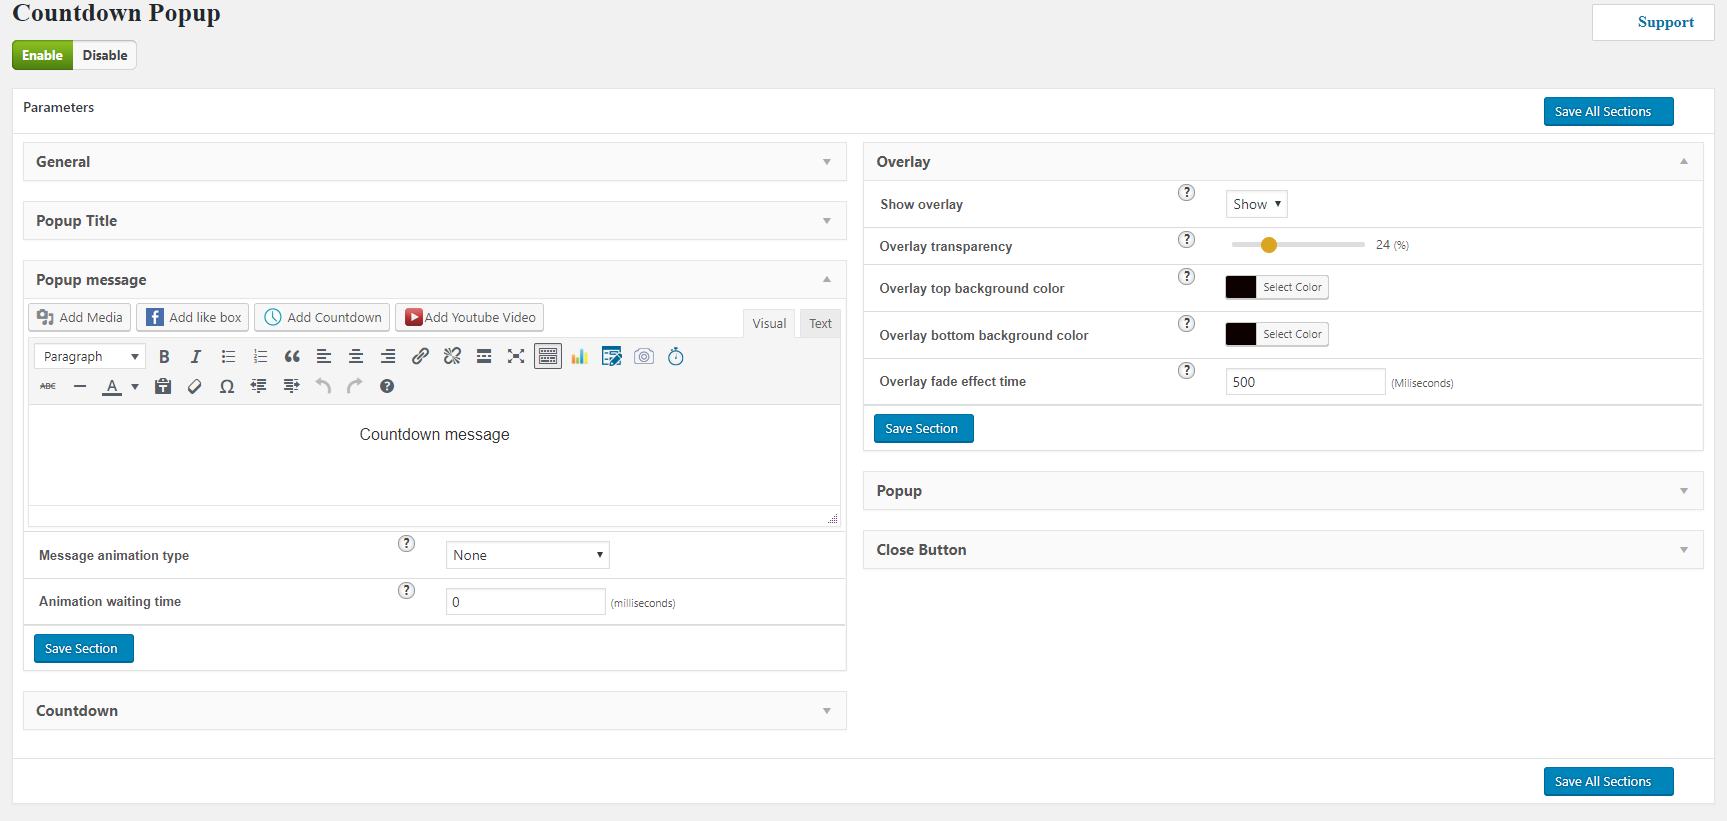 Countdown Popup
Support
Enable Disable
Parameters
Save All Sections
General
Popup Title
Popup message
Add Media Add like box Add Countdown Add Youtube Video
Visual Text
Paragraph B I
ABC A Ω ?
Countdown message
Message animation type ? None
Animation waiting time ? 0 (milliseconds)
Save Section
Countdown
Overlay
Show overlay ? Show
Overlay transparency ? 24 (%)
Overlay top background color ? Select Color
Overlay bottom background color ? Select Color
Overlay fade effect time ? 500 (Miliseconds)
Save Section
Popup
Close Button
Save All Sections